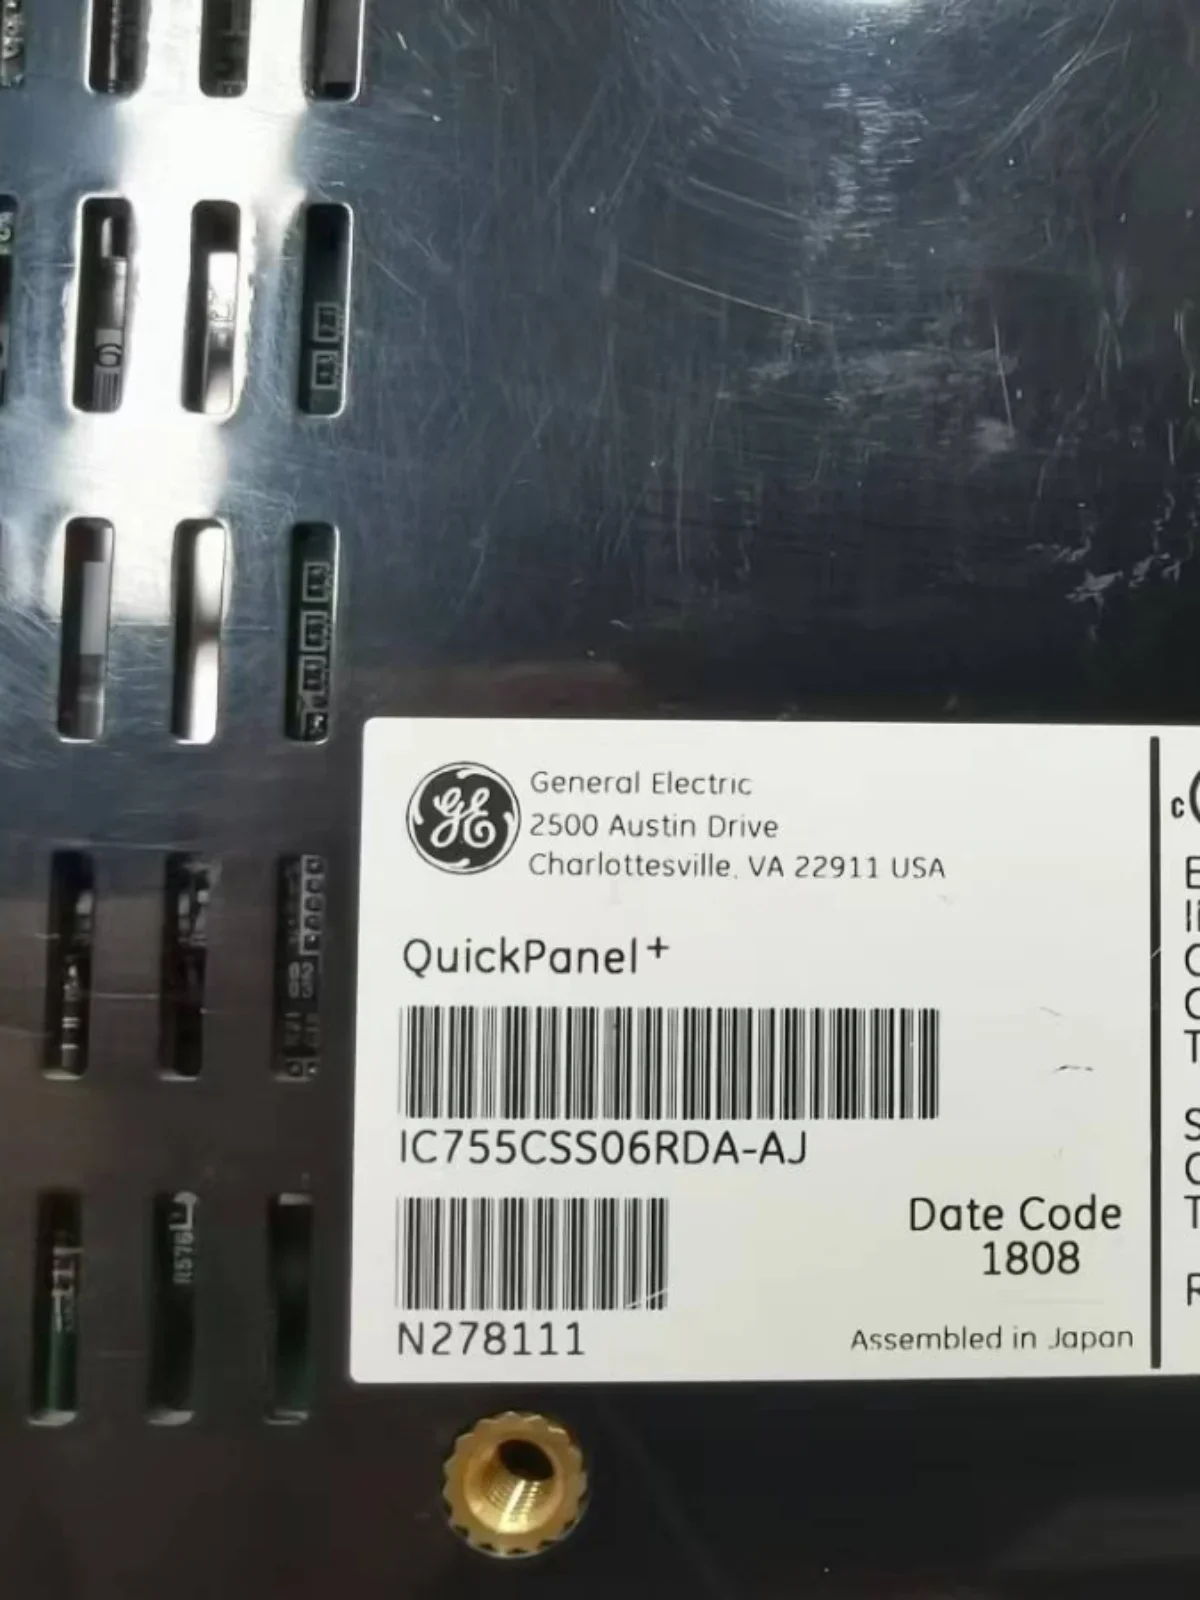 GE
General Electric
2500 Austin Drive
Charlottesville, VA 22911 USA
QuickPanel+
IC755CSS06RDA-AJ
Date Code
1808
N278111
Assembled in Japan
R576
c